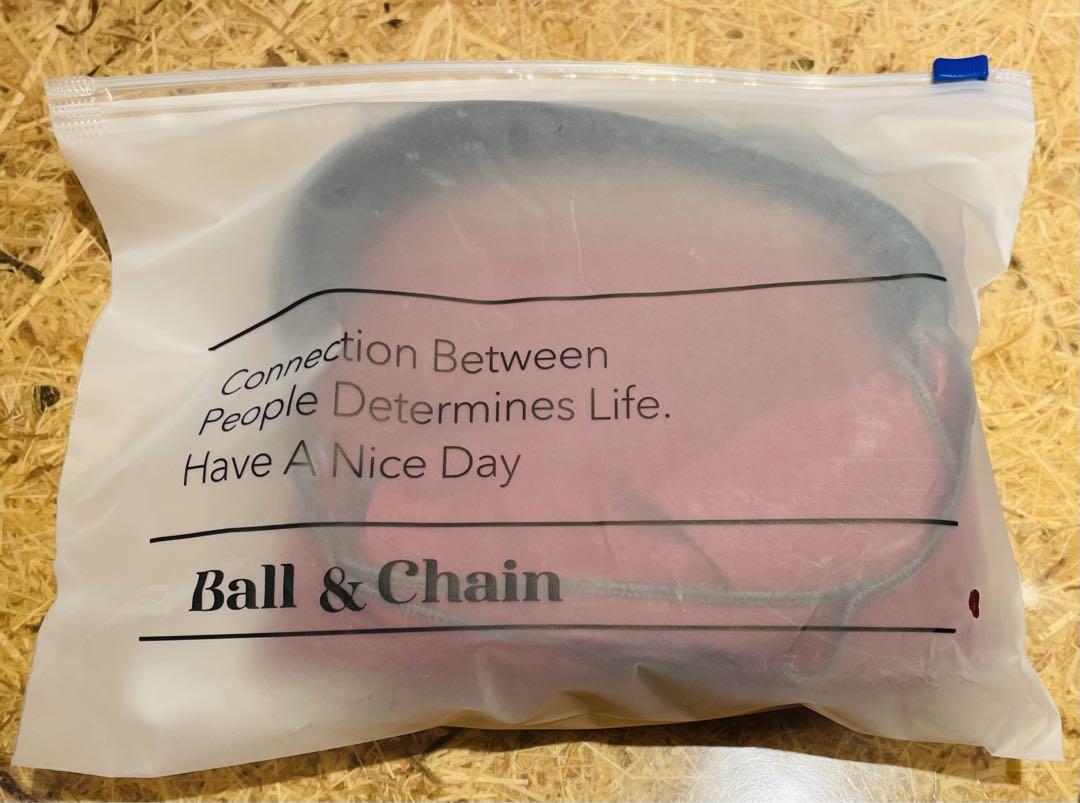 Connection Between
People Determines Life.
Have A Nice Day
Ball & Chain